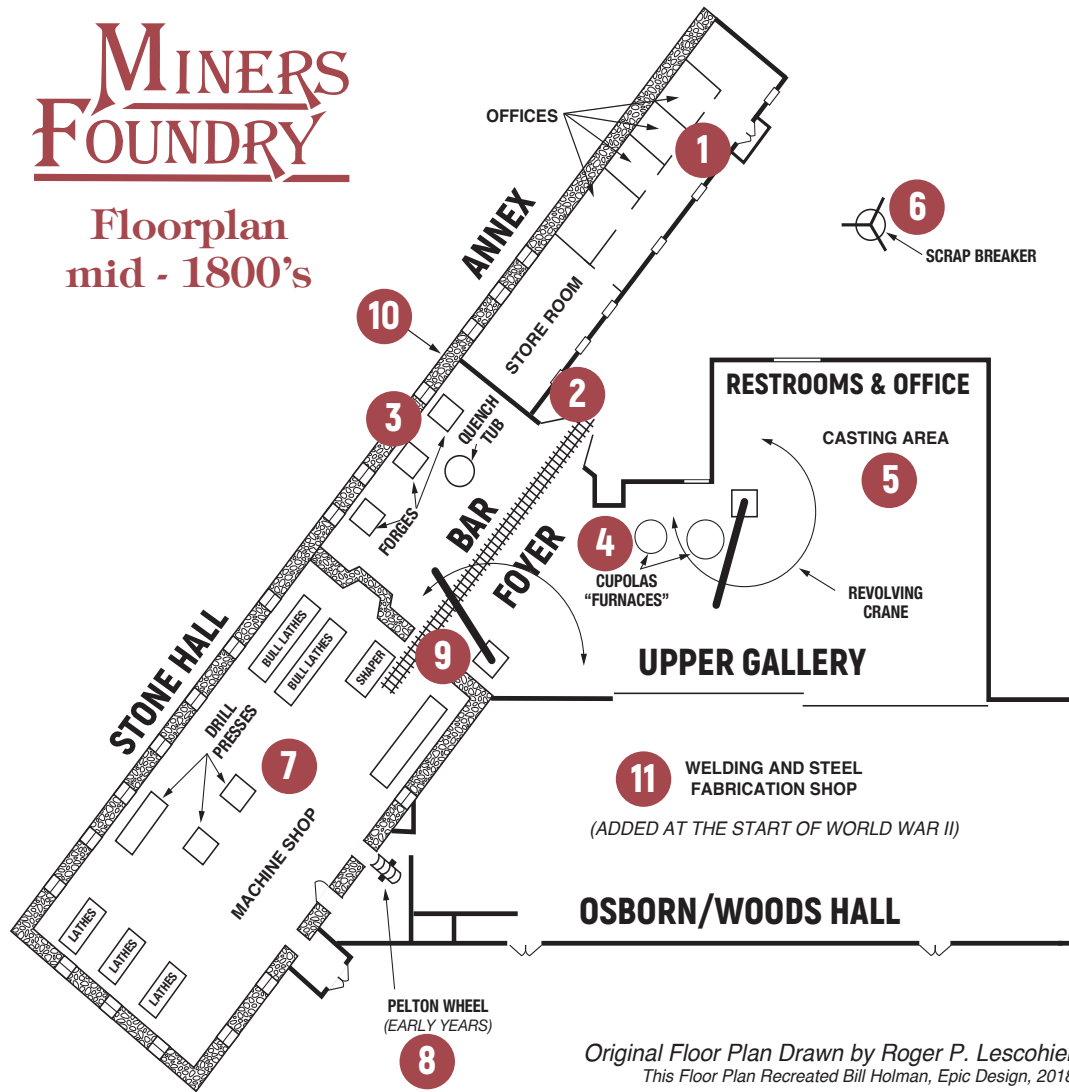 MINERS
FOUNDRY
Floorplan
mid - 1800's
OFFICES
1
ANNEX
6
SCRAP BREAKER
10
STORE ROOM
2
RESTROOMS & OFFICE
3
QUENCH
TUB
CASTING AREA
5
FORGES
BAR
FOYER
4
CUPOLAS
"FURNACES"
REVOLVING
CRANE
STONE HALL
BULL LATHES
BULL LATHES
SHAPER
9
UPPER GALLERY
DRILL
PRESSES
7
11
WELDING AND STEEL
FABRICATION SHOP
(ADDED AT THE START OF WORLD WAR II)
MACHINE SHOP
OSBORN/WOODS HALL
LATHES
LATHES
LATHES
PELTON WHEEL
(EARLY YEARS)
8
Original Floor Plan Drawn by Roger P. Lescohier
This Floor Plan Recreated Bill Holman, Epic Design, 2018